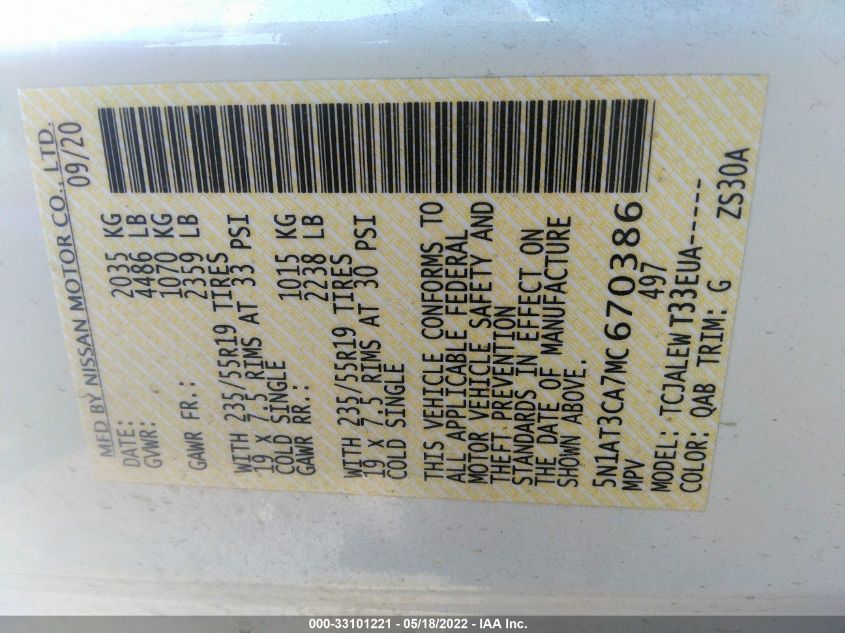 MFD BY NISSAN MOTOR CO., LTD.
DATE: 09/20
GVWR: 2035 KG
4486 LB
GAWR FR.: 1070 KG
2359 LB
WITH 235/55R19 TIRES
19 X 7.5 RIMS AT 33 PSI
COLD SINGLE
GAWR RR.: 1015 KG
2238 LB
WITH 235/55R19 TIRES
19 X 7.5 RIMS AT 30 PSI
COLD SINGLE
THIS VEHICLE CONFORMS TO
ALL APPLICABLE FEDERAL
MOTOR VEHICLE SAFETY AND
THEFT PREVENTION
STANDARDS IN EFFECT ON
THE DATE OF MANUFACTURE
SHOWN ABOVE.
5N1AT3CA7MC670386
MPV 497
MODEL: TCJALEWT33EUA-----
COLOR: QAB TRIM: G ZS30A
000-33101221 - 05/18/2022 - IAA Inc.